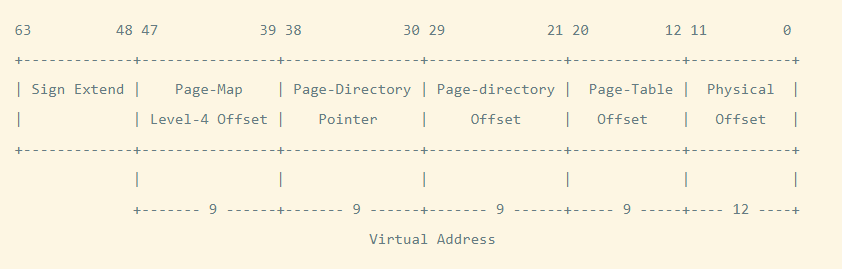 63 48 47 39 38 30 29 21 20 12 11 0
+-------------+----------------+----------------+----------------+-------------+------------+
| Sign Extend | Page-Map | Page-Directory | Page-directory | Page-Table | Physical |
| | Level-4 Offset | Pointer | Offset | Offset | Offset |
+-------------+----------------+----------------+----------------+-------------+------------+
| | | | | |
+------- 9 ------+------- 9 ------+------- 9 ------+----- 9 -----+---- 12 ----+
Virtual Address